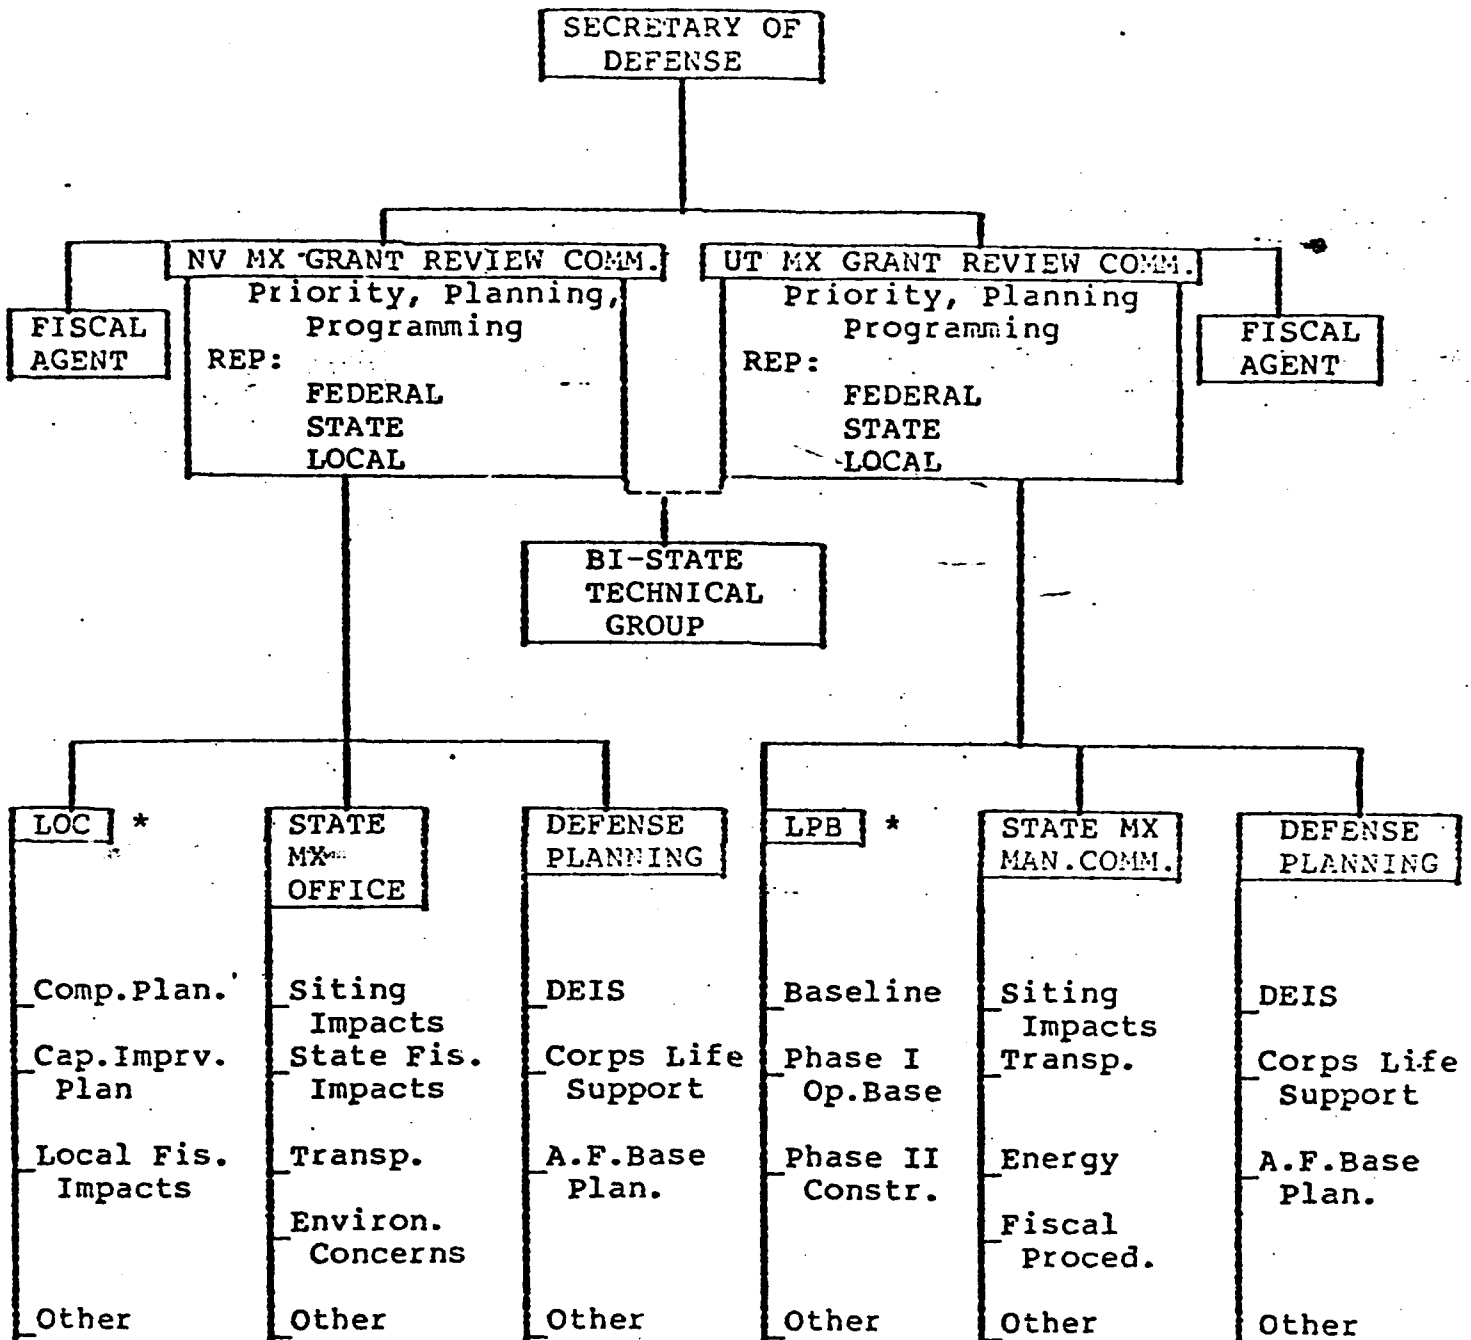 SECRETARY OF
DEFENSE
NV MX GRANT REVIEW COMM.
Priority, Planning,
Programming
REP:
FEDERAL
STATE
LOCAL
UT MX GRANT REVIEW COMM.
Priority, Planning
Programming
REP:
FEDERAL
STATE
LOCAL
FISCAL
AGENT
FISCAL
AGENT
BI-STATE
TECHNICAL
GROUP
LOC *
Comp.Plan.
Cap.Imprv.
Plan
Local Fis.
Impacts
Other
STATE
MX
OFFICE
Siting
Impacts
State Fis.
Impacts
Transp.
Environ.
Concerns
Other
DEFENSE
PLANNING
DEIS
Corps Life
Support
A.F.Base
Plan.
Other
LPB *
Baseline
Phase I
Op.Base
Phase II
Constr.
Other
STATE MX
MAN.COMM.
Siting
Impacts
Transp.
Energy
Fiscal
Proced.
Other
DEFENSE
PLANNING
DEIS
Corps Life
Support
A.F.Base
Plan.
Other